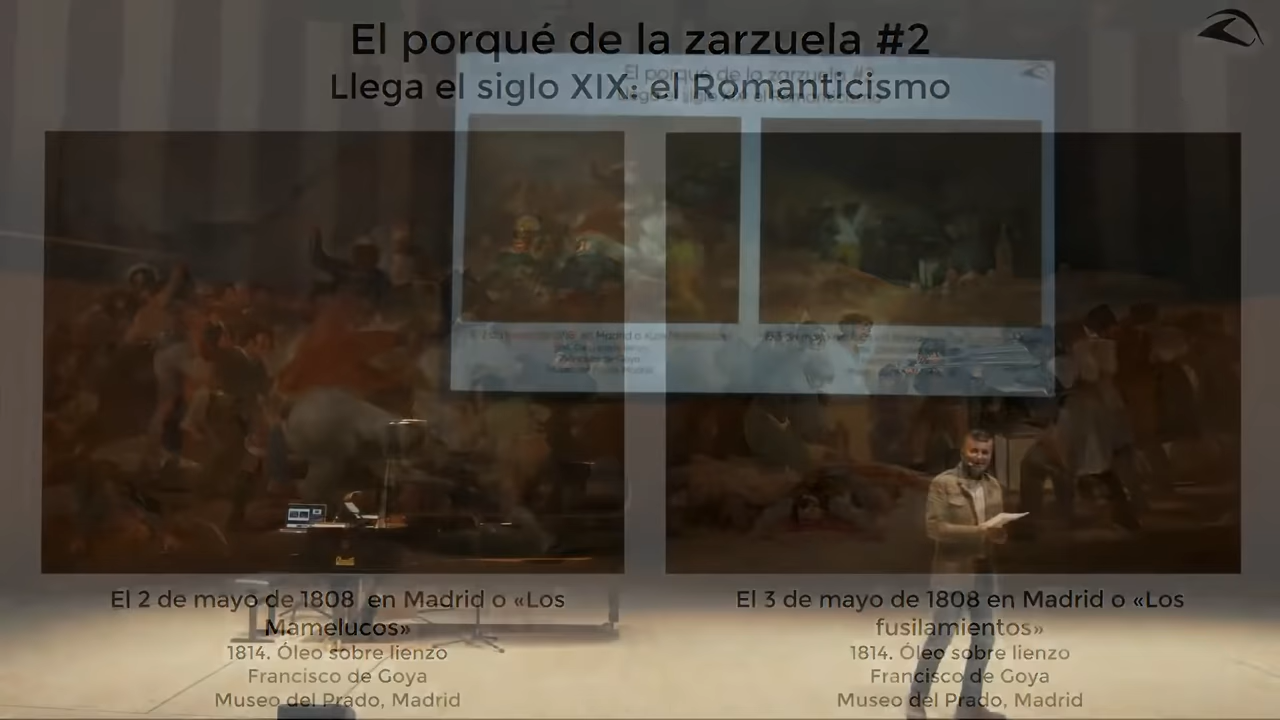 El porqué de la zarzuela #2
Llega el siglo XIX: el Romanticismo
El 2 de mayo de 1808 en Madrid o «Los
Mamelucos»
1814. Óleo sobre lienzo
Francisco de Goya
Museo del Prado, Madrid
El 3 de mayo de 1808 en Madrid o «Los
fusilamientos»
1814. Óleo sobre lienzo
Francisco de Goya
Museo del Prado, Madrid